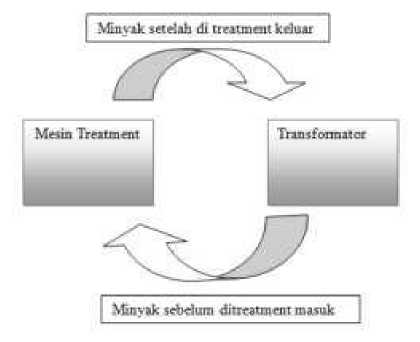 Minyak setelah di treatment keluar
Mesin Treatment
Transformator
Minyak sebelum ditreatment masuk